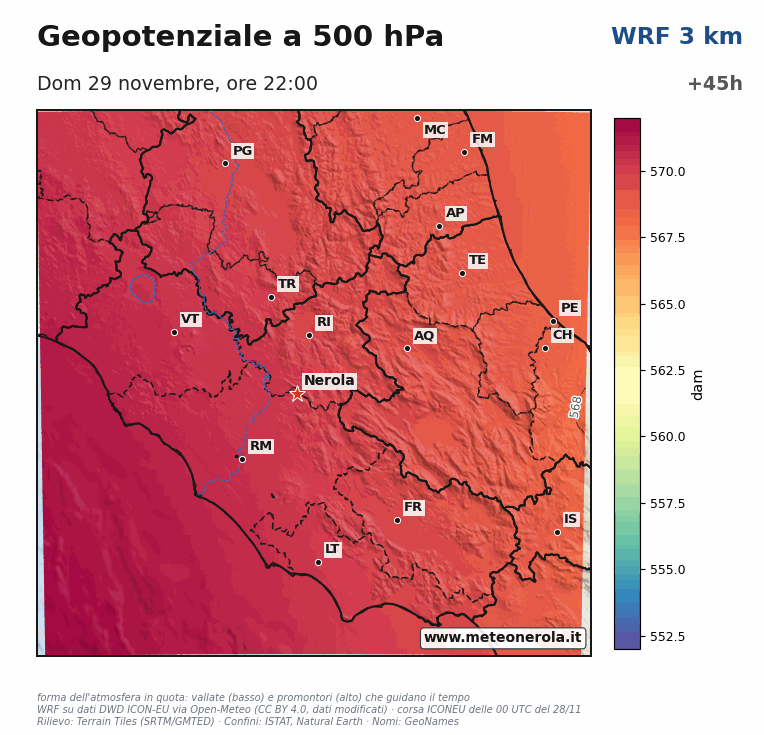 Geopotenziale a 500 hPa
WRF 3 km
Dom 29 novembre, ore 22:00
+45h
MC
FM
PG
AP
TE
TR
PE
VT
RI
AQ
CH
Nerola
568
RM
FR
IS
LT
www.meteonerola.it
570.0
567.5
565.0
562.5
560.0
557.5
555.0
552.5
dam
forma dell'atmosfera in quota: vallate (basso) e promontori (alto) che guidano il tempo
WRF su dati DWD ICON-EU via Open-Meteo (CC BY 4.0, dati modificati) · corsa ICONEU delle 00 UTC del 28/11
Rilievo: Terrain Tiles (SRTM/GMTED) · Confini: ISTAT, Natural Earth · Nomi: GeoNames